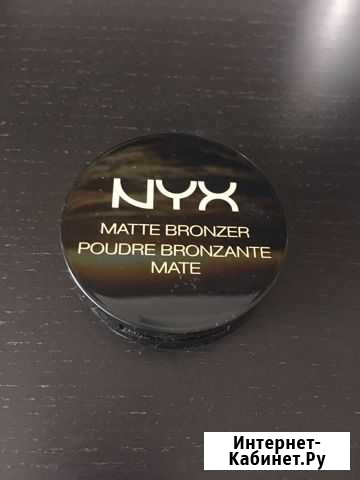 NYX
MATTE BRONZER
POUDRE BRONZANTE
MATE
Интернет-
Кабинет.Ру